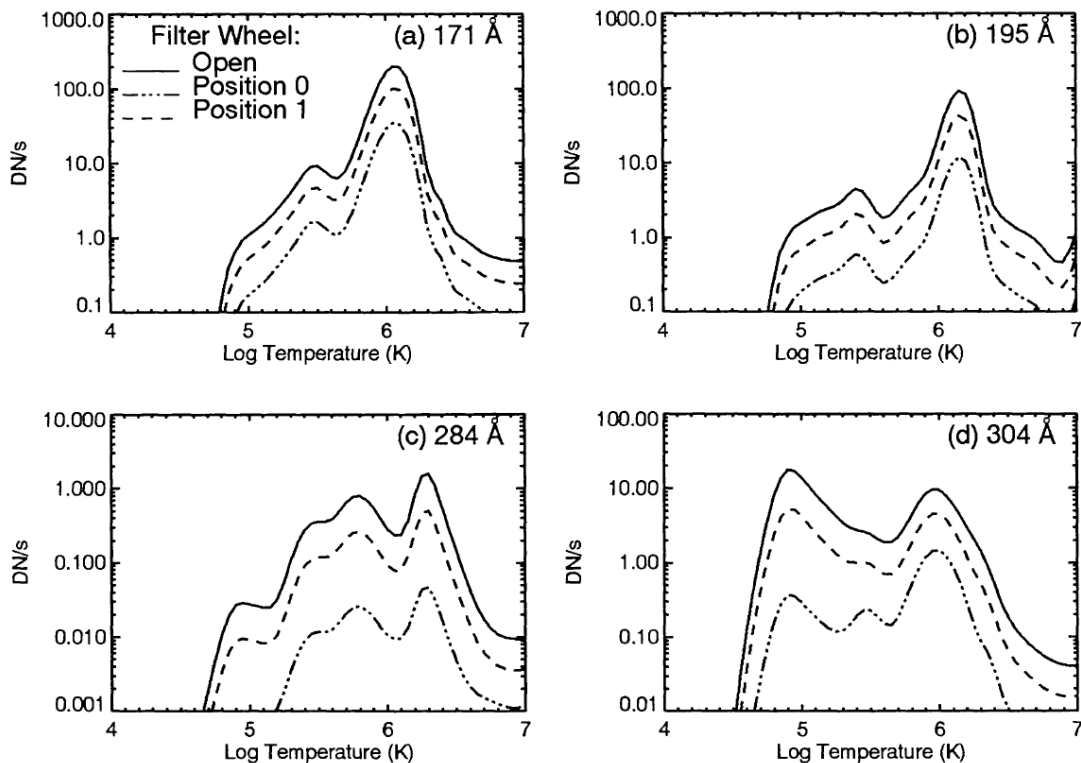 (a) 171 Å
Filter Wheel:
Open
Position 0
Position 1
1000.0
100.0
10.0
1.0
0.1
DN/s
4 5 6 7
Log Temperature (K)
(b) 195 Å
1000.0
100.0
10.0
1.0
0.1
DN/s
4 5 6 7
Log Temperature (K)
(c) 284 Å
10.000
1.000
0.100
0.010
0.001
DN/s
4 5 6 7
Log Temperature (K)
(d) 304 Å
100.00
10.00
1.00
0.10
0.01
DN/s
4 5 6 7
Log Temperature (K)